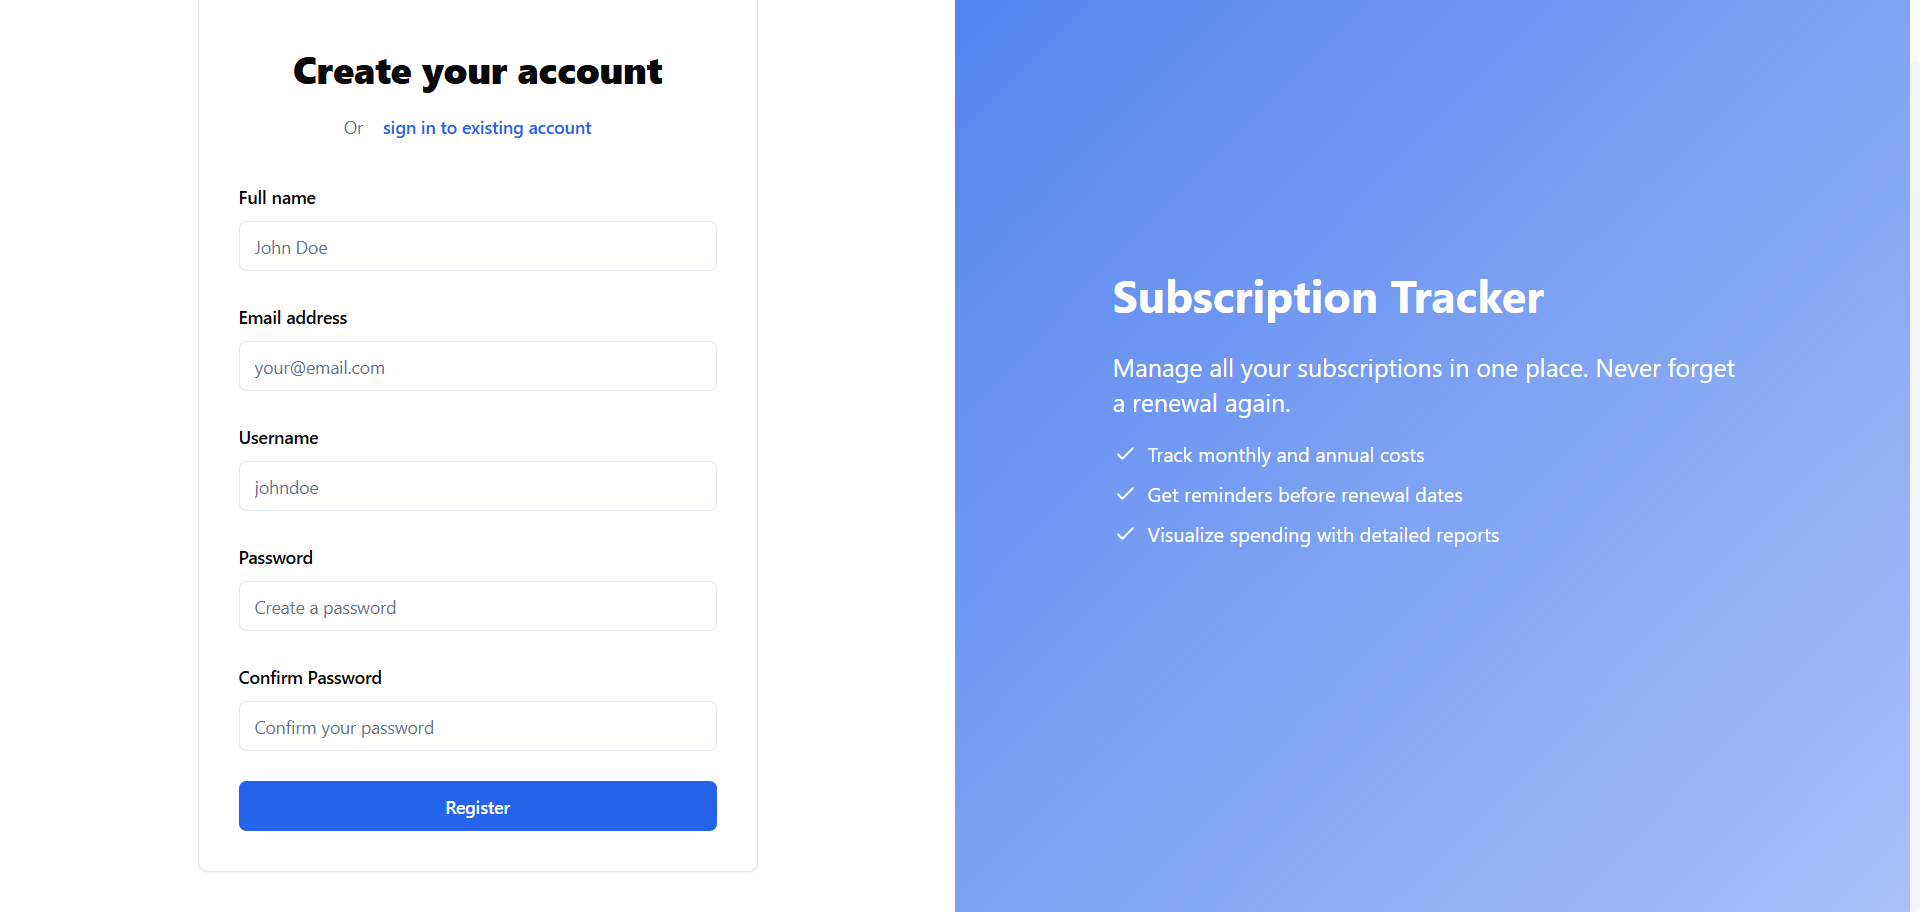 Create your account
Or sign in to existing account
Full name
John Doe
Email address
your@email.com
Username
johndoe
Password
Create a password
Confirm Password
Confirm your password
Register
Subscription Tracker
Manage all your subscriptions in one place. Never forget
a renewal again.
Track monthly and annual costs
Get reminders before renewal dates
Visualize spending with detailed reports